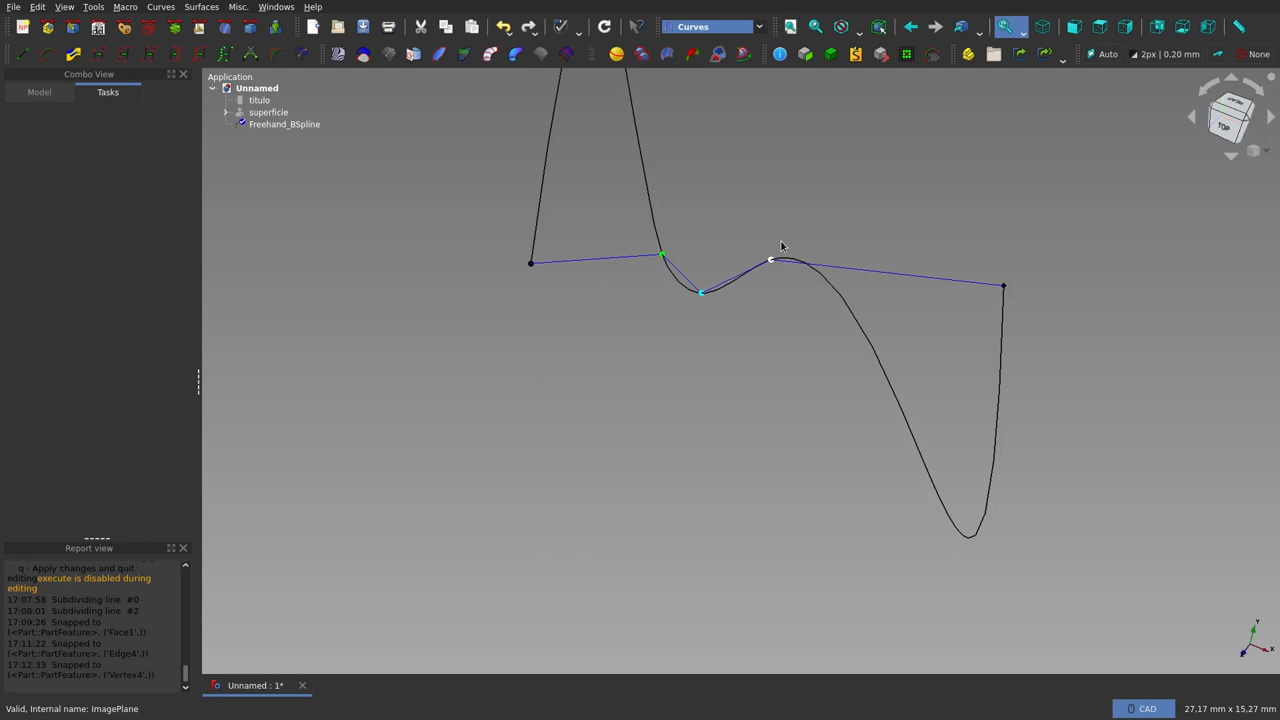 File Edit View Tools Macro Curves Surfaces Misc. Windows Help
Curves
Auto
2px | 0.20 mm
None
Combo View
Model
Tasks
Application
Unnamed
titulo
superficie
Freehand_BSpline
TOP
Y
X
Z
Report view
q - Apply changes and quit
editingexecute is disabled during
editing
17:07:58 Subdividing line #0
17:08:01 Subdividing line #2
17:09:26 Snapped to
(<Part::PartFeature>, ('Face1',))
17:11:22 Snapped to
(<Part::PartFeature>, ('Edge4',))
17:12:33 Snapped to
(<Part::PartFeature>, ('Vertex4',))
Unnamed : 1*
Valid, Internal name: ImagePlane
CAD
27,17 mm x 15,27 mm